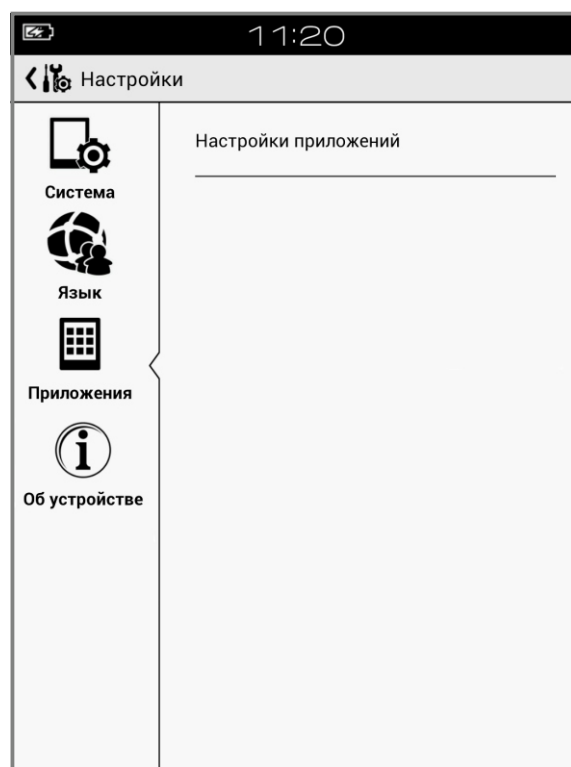 11:20
Настройки
Система
Язык
Приложения
Об устройстве
Настройки приложений